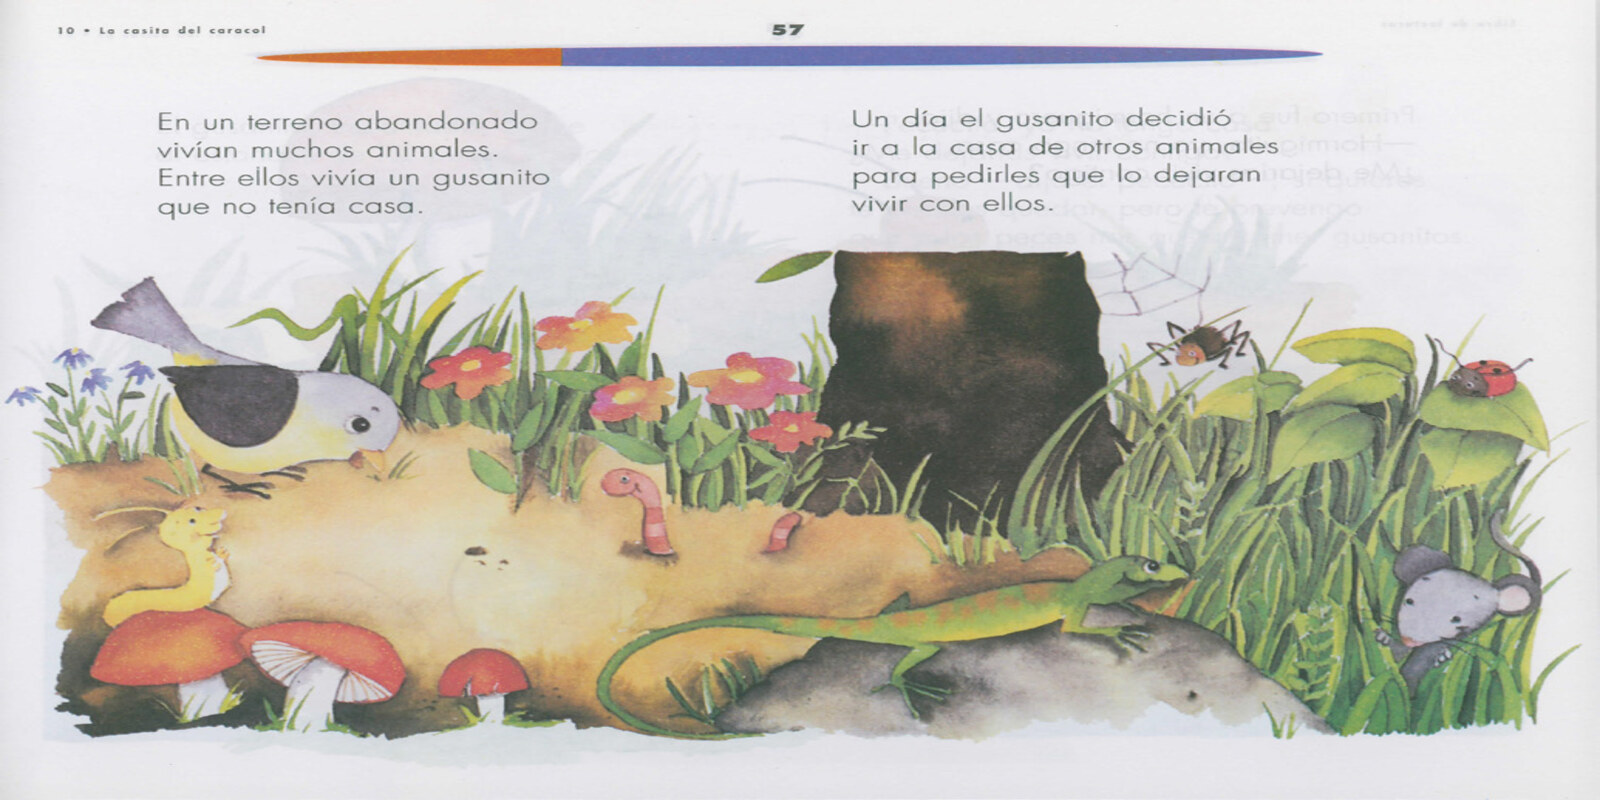 10 • La casita del caracol
57
En un terreno abandonado
vivían muchos animales.
Entre ellos vivía un gusanito
que no tenía casa.
Un día el gusanito decidió
ir a la casa de otros animales
para pedirles que lo dejaran
vivir con ellos.